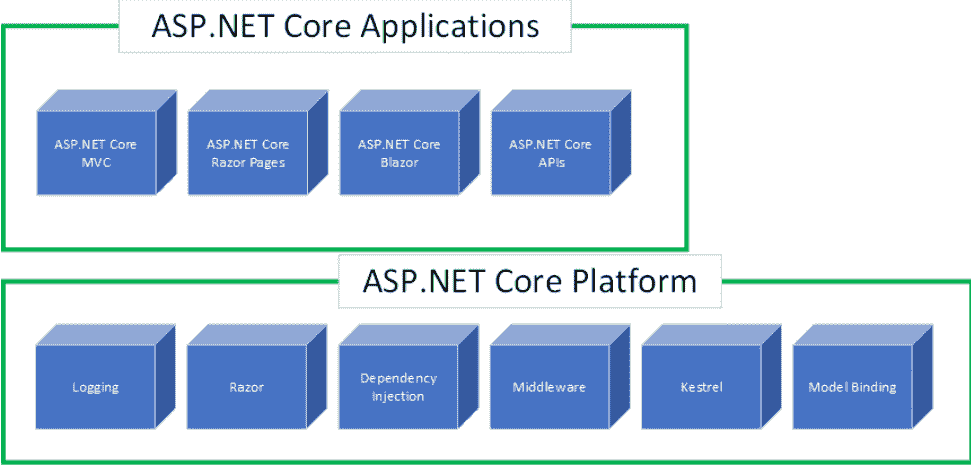 ASP.NET Core Applications
ASP.NET Core
MVC
ASP.NET Core
Razor Pages
ASP.NET Core
Blazor
ASP.NET Core
APIs
ASP.NET Core Platform
Logging
Razor
Dependency
Injection
Middleware
Kestrel
Model Binding